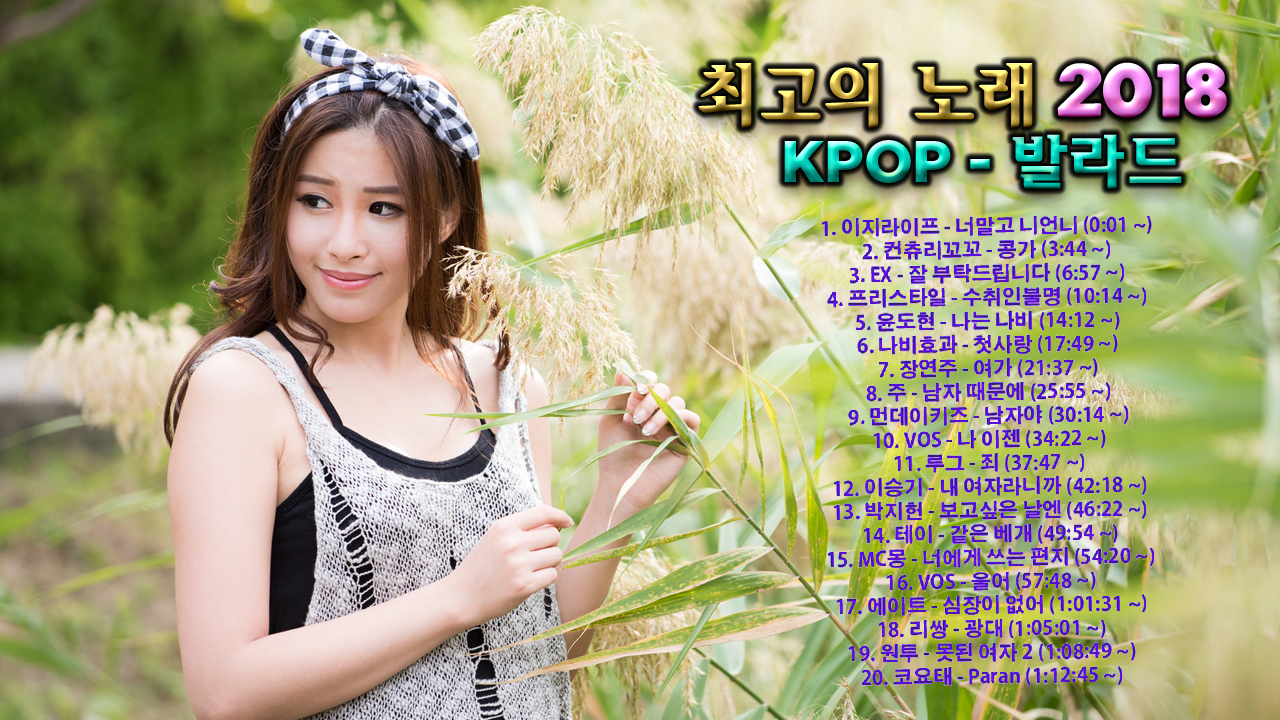 최고의 노래 2018
KPOP - 발라드
1. 이지라이프 - 너말고 니언니 (0:01 ~)
2. 컨츄리꼬꼬 - 콩가 (3:44 ~)
3. EX - 잘 부탁드립니다 (6:57 ~)
4. 프리스타일 - 수취인불명 (10:14 ~)
5. 윤도현 - 나는 나비 (14:12 ~)
6. 나비효과 - 첫사랑 (17:49 ~)
7. 장연주 - 여가 (21:37 ~)
8. 주 - 남자 때문에 (25:55 ~)
9. 먼데이키즈 - 남자야 (30:14 ~)
10. VOS - 나 이젠 (34:22 ~)
11. 루그 - 죄 (37:47 ~)
12. 이승기 - 내 여자라니까 (42:18 ~)
13. 박지헌 - 보고싶은 날엔 (46:22 ~)
14. 테이 - 같은 베개 (49:54 ~)
15. MC몽 - 너에게 쓰는 편지 (54:20 ~)
16. VOS - 울어 (57:48 ~)
17. 에이트 - 심장이 없어 (1:01:31 ~)
18. 리쌍 - 광대 (1:05:01 ~)
19. 원투 - 못된 여자 2 (1:08:49 ~)
20. 코요태 - Paran (1:12:45 ~)